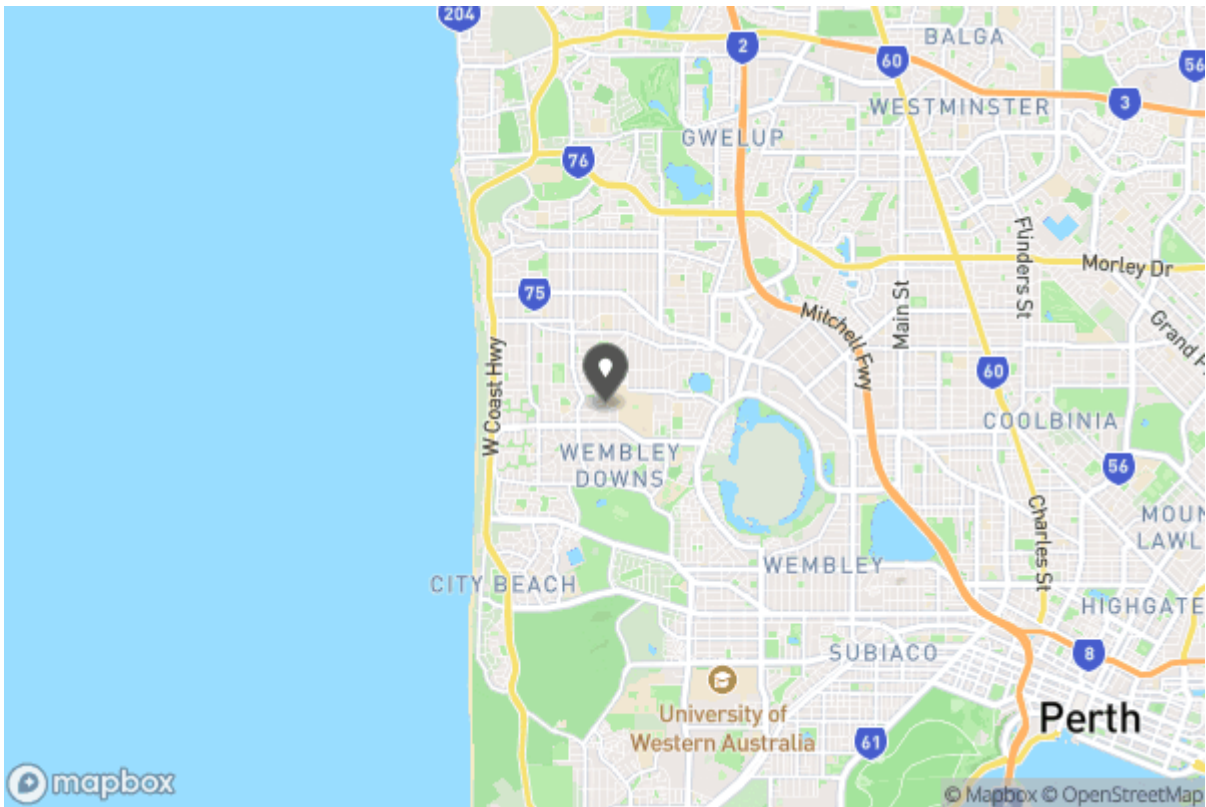 204
2
BALGA
60
56
WESTMINSTER
3
GWELUP
76
Flinders St
Morley Dr
75
Main St
Mitchell Fwy
Grand
W Coast Hwy
60
COOLBINIA
WEMBLEY
DOWNS
56
Charles St
MOUN
LAWL
WEMBLEY
CITY BEACH
HIGHGATE
SUBIACO
8
University of
Western Australia
61
Perth
mapbox
© Mapbox © OpenStreetMap